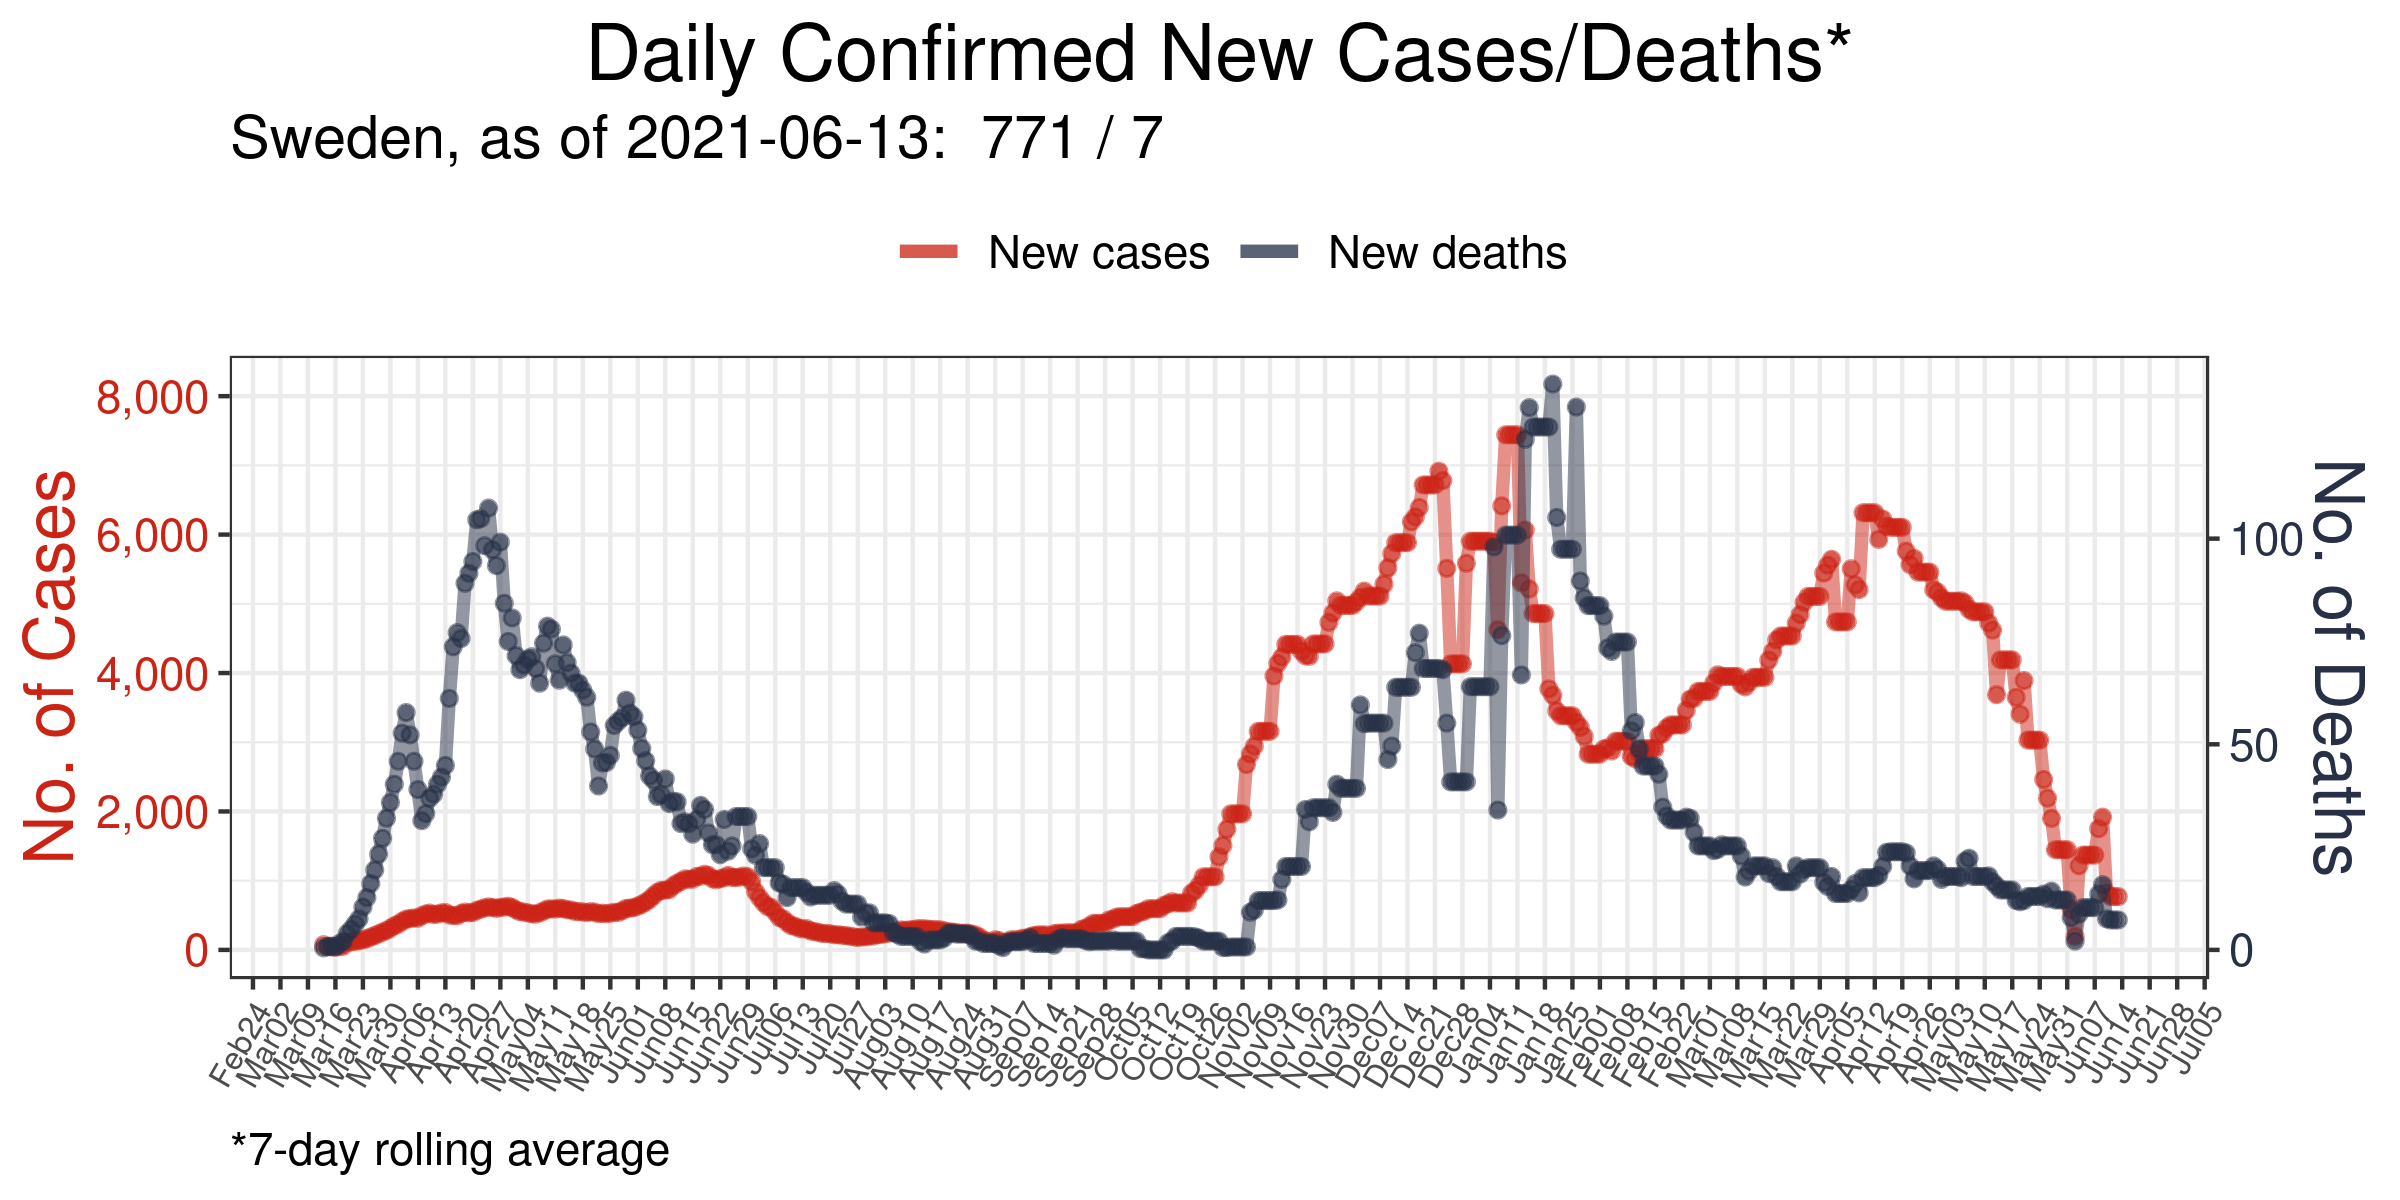 Daily Confirmed New Cases/Deaths*
Sweden, as of 2021-06-13:  771 / 7
New cases
New deaths
No. of Cases
8,000
6,000
4,000
2,000
0
No. of Deaths
100
50
0
Feb24
Mar02
Mar09
Mar16
Mar23
Mar30
Apr06
Apr13
Apr20
Apr27
May04
May11
May18
May25
Jun01
Jun08
Jun15
Jun22
Jun29
Jul06
Jul13
Jul20
Jul27
Aug03
Aug10
Aug17
Aug24
Aug31
Sep07
Sep14
Sep21
Sep28
Oct05
Oct12
Oct19
Oct26
Nov02
Nov09
Nov16
Nov23
Nov30
Dec07
Dec14
Dec21
Dec28
Jan04
Jan11
Jan18
Jan25
Feb01
Feb08
Feb15
Feb22
Mar01
Mar08
Mar15
Mar22
Mar29
Apr05
Apr12
Apr19
Apr26
May03
May10
May17
May24
May31
Jun07
Jun14
Jun21
Jun28
Jul05
*7-day rolling average